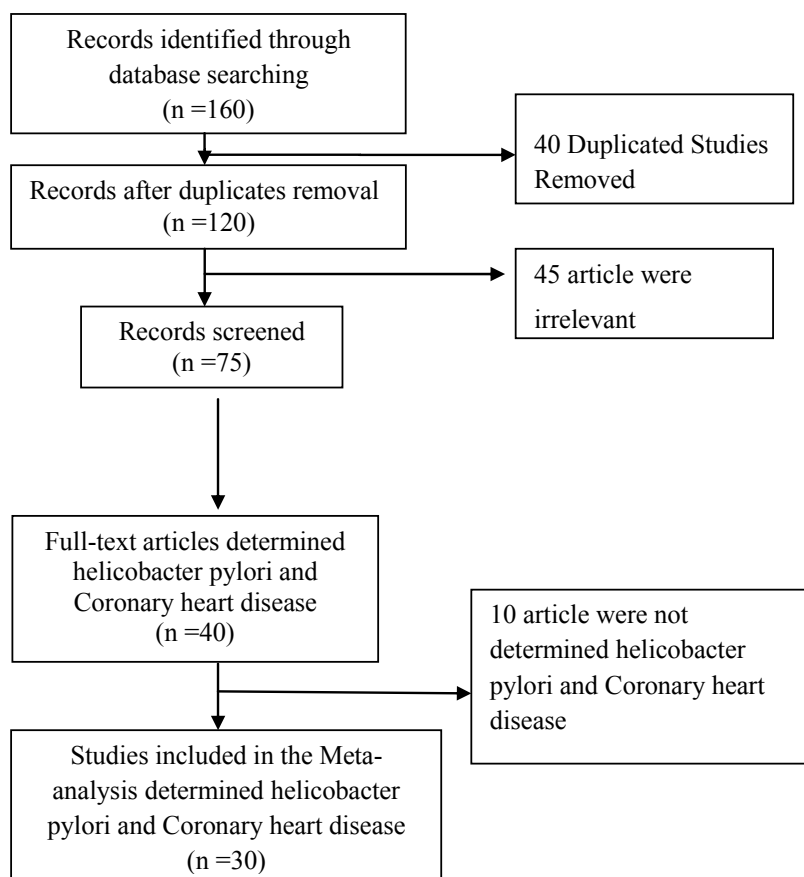 Records identified through
database searching
(n =160)
40 Duplicated Studies
Removed
Records after duplicates removal
(n =120)
45 article were
irrelevant
Records screened
(n =75)
Full-text articles determined
helicobacter pylori and
Coronary heart disease
(n =40)
10 article were not
determined helicobacter
pylori and Coronary heart
disease
Studies included in the Meta-
analysis determined helicobacter
pylori and Coronary heart disease
(n =30)